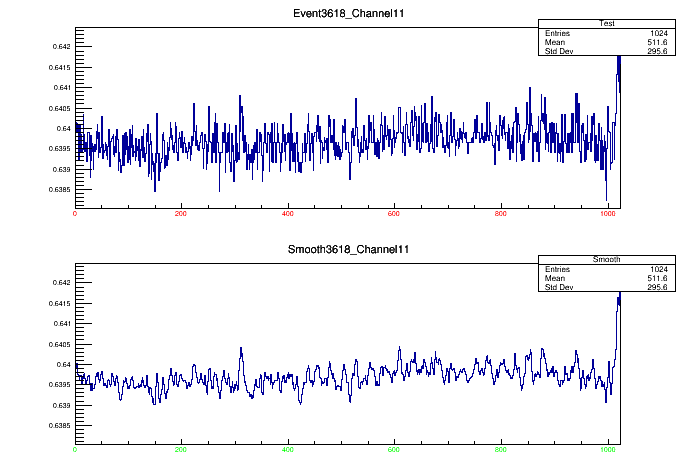 Event3618_Channel11
Test
Entries 1024
Mean 511.6
Std Dev 295.6
0.642
0.6415
0.641
0.6405
0.64
0.6395
0.639
0.6385
0 200 400 600 800 1000
Smooth3618_Channel11
Smooth
Entries 1024
Mean 511.6
Std Dev 295.6
0.642
0.6415
0.641
0.6405
0.64
0.6395
0.639
0.6385
0 200 400 600 800 1000